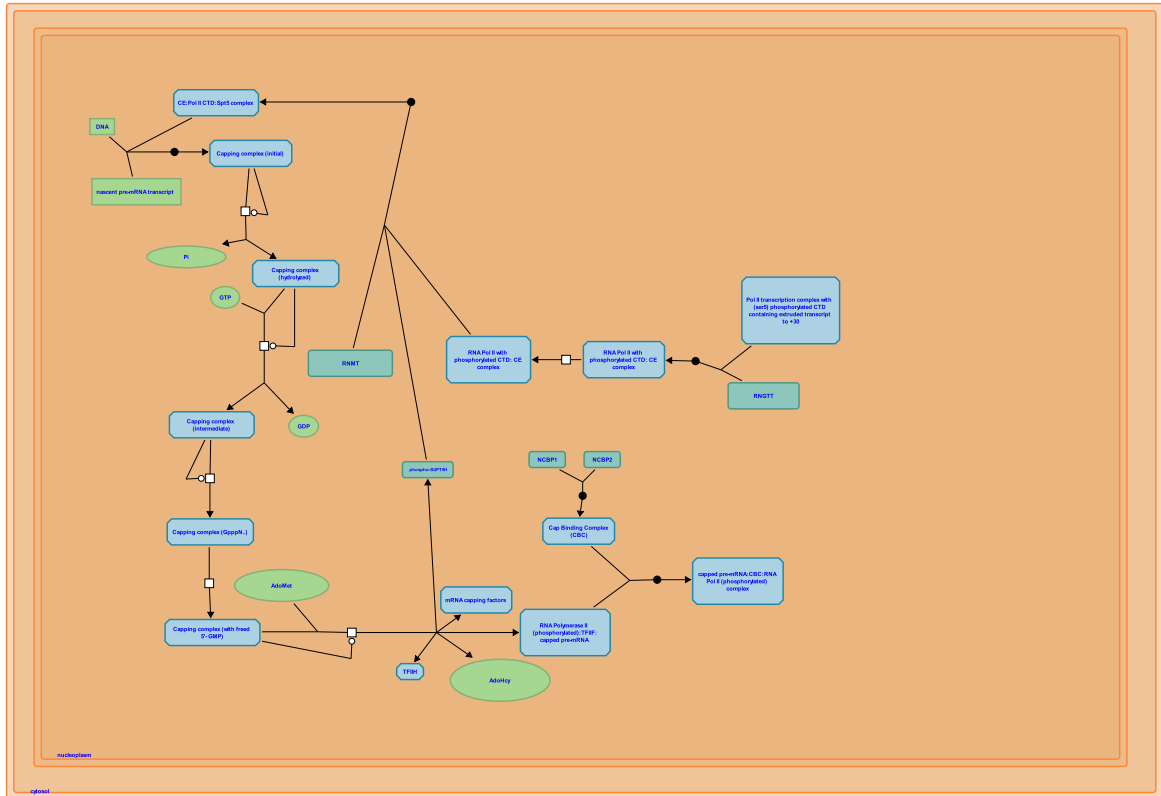 CE:Pol II CTD:Spt5 complex
DNA
Capping complex (initial)
nascent pre-mRNA transcript
Pi
Capping complex
(hydrolyzed)
GTP
Pol II transcription complex with
(ser5) phosphorylated CTD
containing extruded transcript
to +30
RNMT
RNA Pol II with
phosphorylated CTD: CE
complex
RNA Pol II with
phosphorylated CTD: CE
complex
RNGTT
Capping complex
(intermediate)
GDP
phospho-SUPT5H
NCBP1
NCBP2
Capping complex (GpppN..)
Cap Binding Complex
(CBC)
AdoMet
mRNA capping factors
capped pre-mRNA:CBC:RNA
Pol II (phosphorylated)
complex
Capping complex (with freed
5'-GMP)
RNA Polymerase II
(phosphorylated):TFIIF:
capped pre-mRNA
TFIIH
AdoHcy
nucleoplasm
cytosol